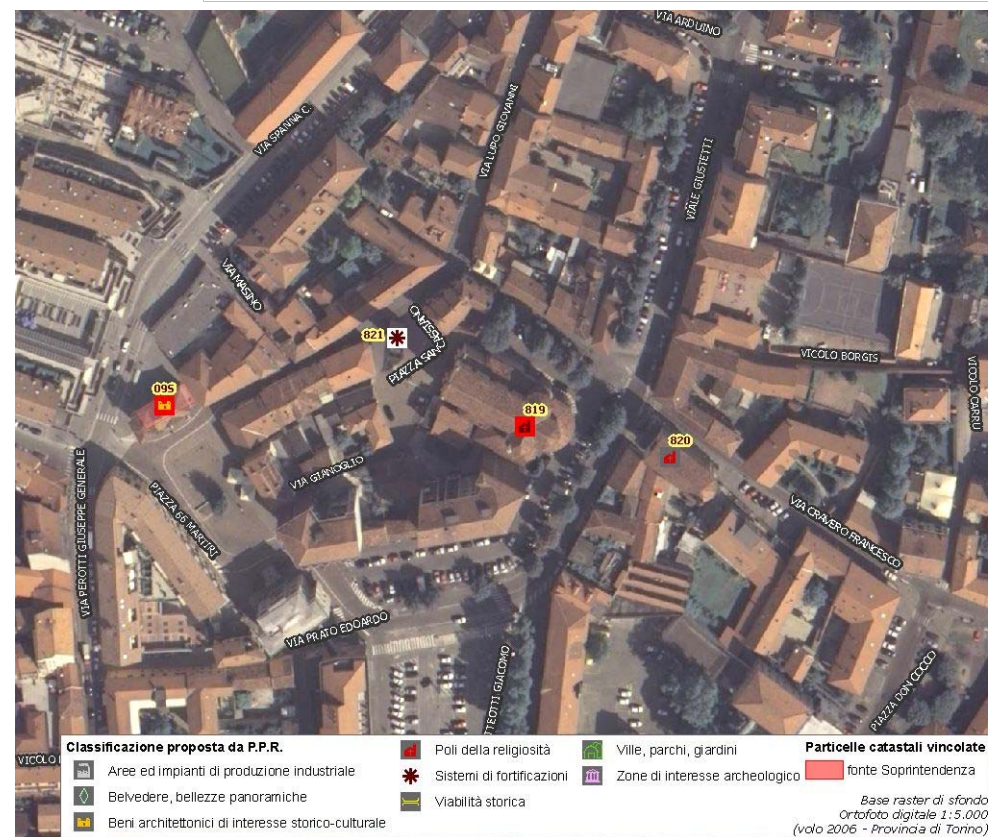 VIA ARDUINO
VIA SPANNA C.
VIA LUPO GIOVANNI
VIALE GIUSTETTI
VIA MASINO
821
PIAZZA SAN
CASSIANO
VICOLO BORGIS
VICOLO CARRU
095
819
820
VIA GIANOGLIO
VIA PEROTTI GIUSEPPE GENERALE
PIAZZA 66 MARTIRI
VIA CRAVERO FRANCESCO
VIA PRATO EDOARDO
TTEOTTI GIACOMO
PIAZZA DON COCCO
VICOLO
Classificazione proposta da P.P.R.
Aree ed impianti di produzione industriale
Belvedere, bellezze panoramiche
Beni architettonici di interesse storico-culturale
Poli della religiosità
Sistemi di fortificazioni
Viabilità storica
Ville, parchi, giardini
Zone di interesse archeologico
Particelle catastali vincolate
fonte Soprintendenza
Base raster di sfondo
Ortofoto digitale 1:5.000
(volo 2006 - Provincia di Torino)